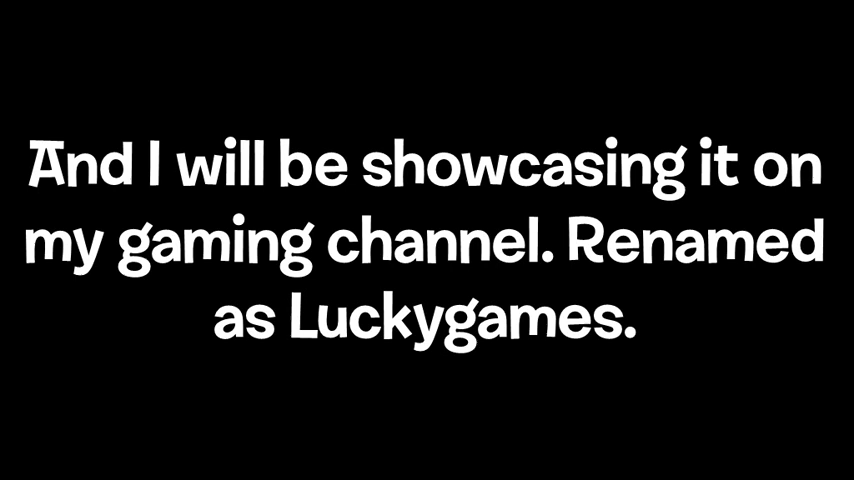 And I will be showcasing it on
my gaming channel. Renamed
as Luckygames.